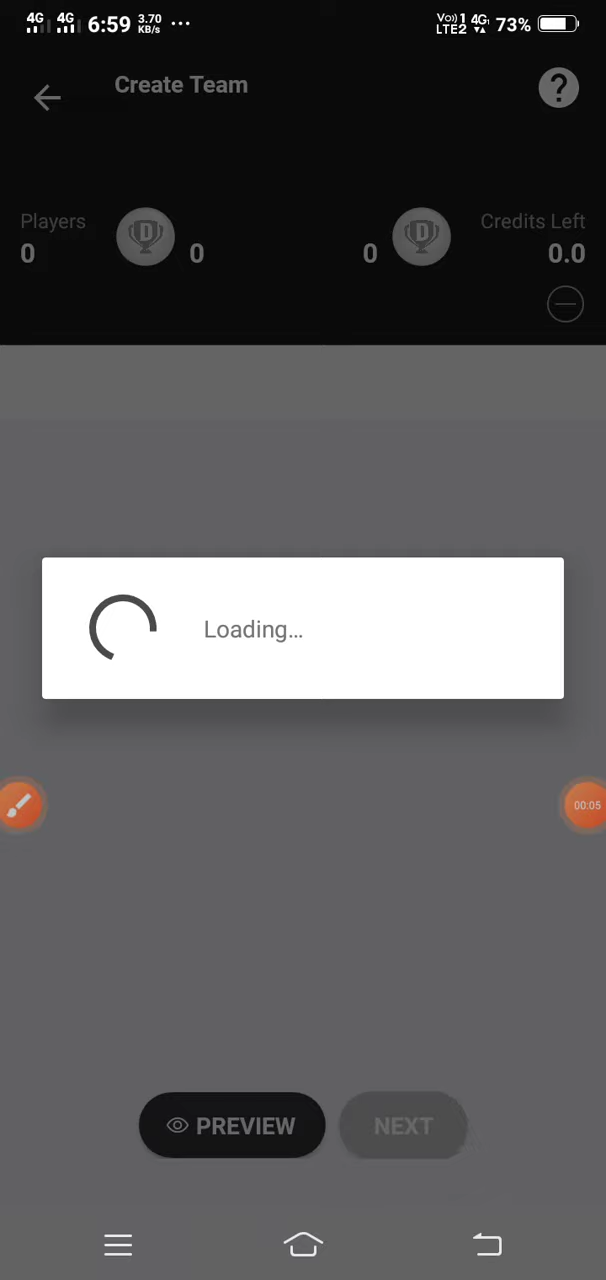 4G 4G 6:59 3.70 KB/s ... Vo)) 1 LTE2 4G 73%
Create Team ?
Players Credits Left
0 D 0 0 D 0.0
Loading...
00:05
PREVIEW NEXT